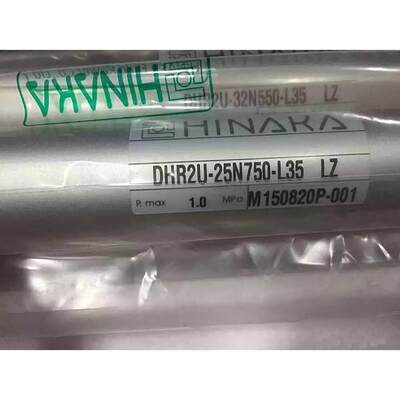 HINAKA
DHR2U-32N550-L35 LZ
HINAKA
DHR2U-25N750-L35 LZ
P. max 1.0 MPa M150820P-001